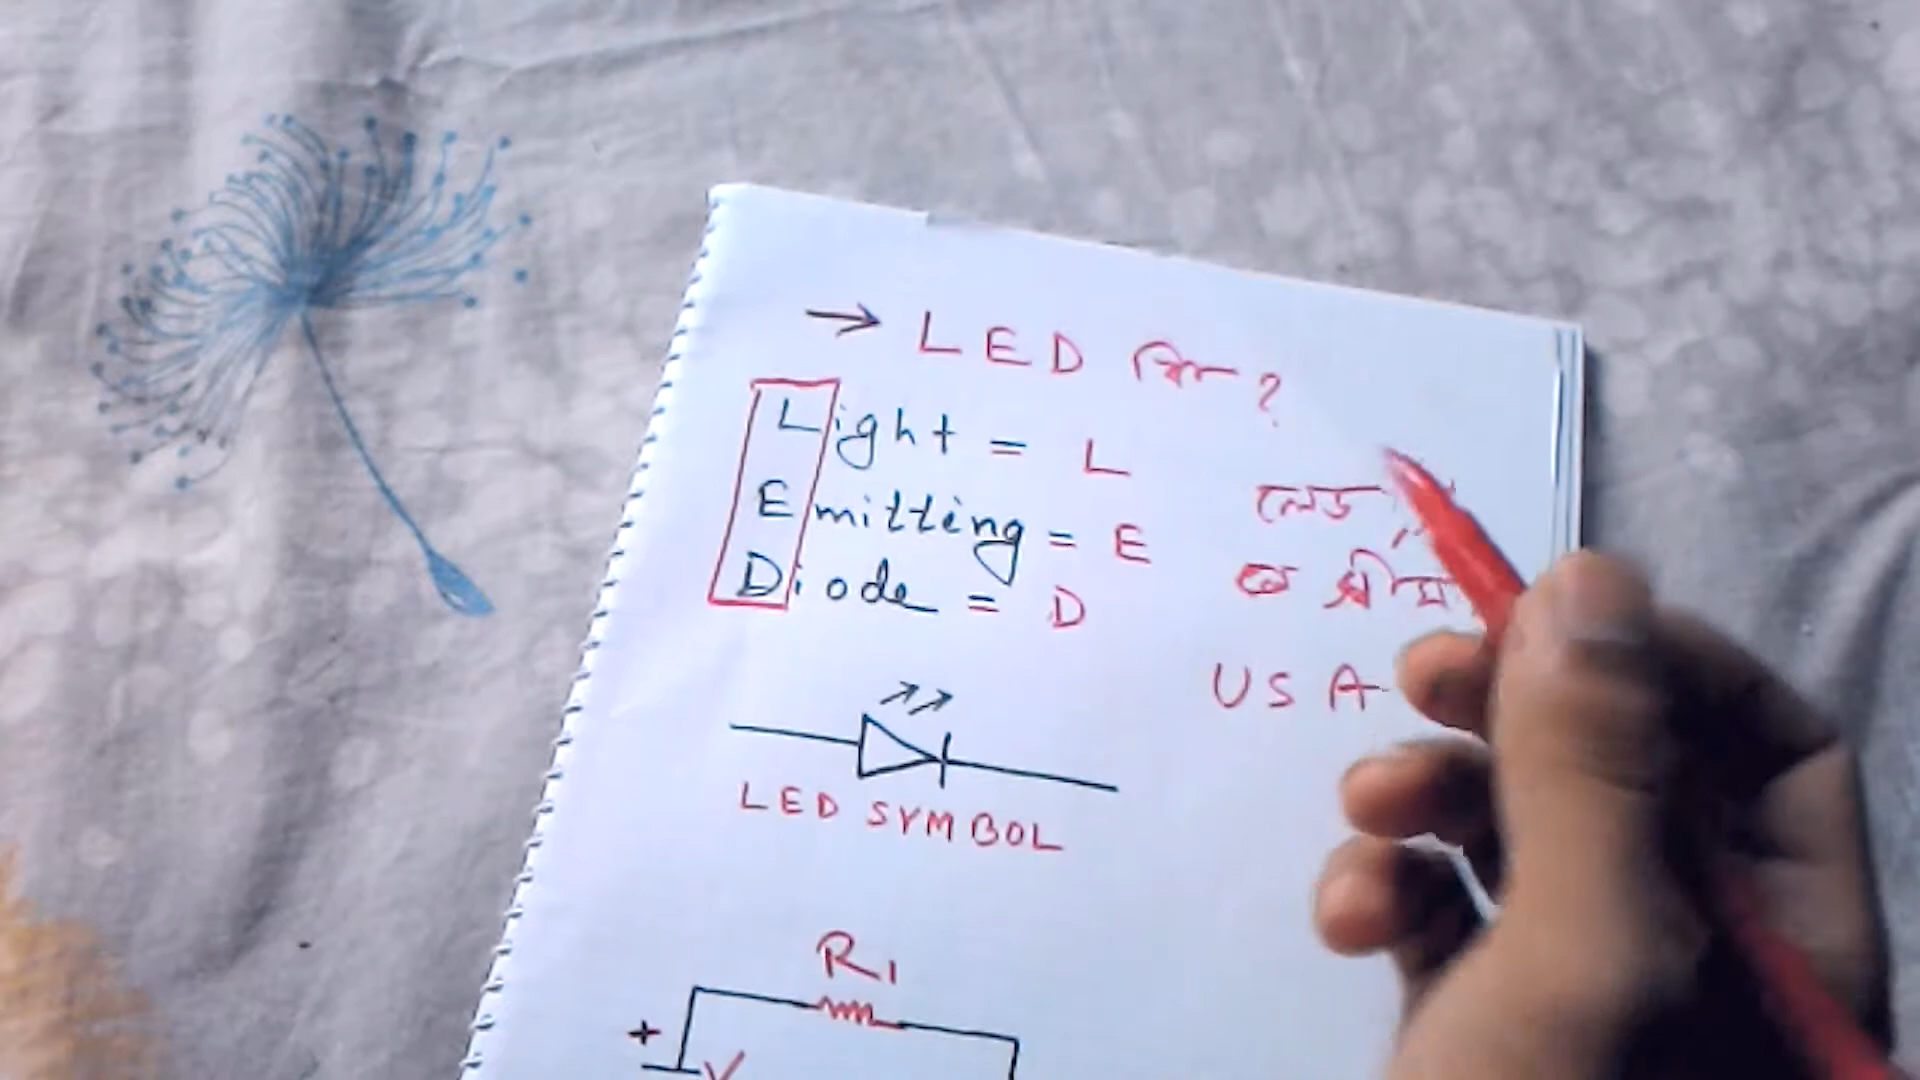 → LED কি?
Light = L
Emitting = E
Diode = D
লেড
USA
LED SYMBOL
R1
+
V